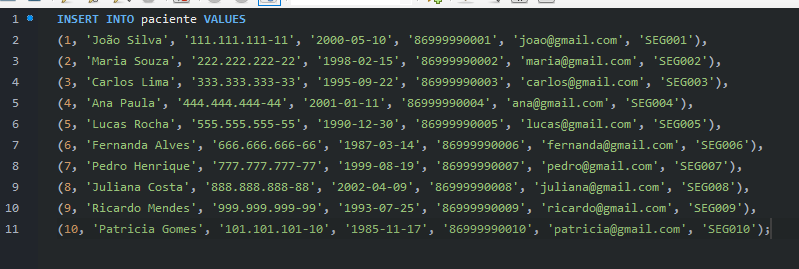 1 INSERT INTO paciente VALUES
2 (1, 'João Silva', '111.111.111-11', '2000-05-10', '86999990001', 'joao@gmail.com', 'SEG001'),
3 (2, 'Maria Souza', '222.222.222-22', '1998-02-15', '86999990002', 'maria@gmail.com', 'SEG002'),
4 (3, 'Carlos Lima', '333.333.333-33', '1995-09-22', '86999990003', 'carlos@gmail.com', 'SEG003'),
5 (4, 'Ana Paula', '444.444.444-44', '2001-01-11', '86999990004', 'ana@gmail.com', 'SEG004'),
6 (5, 'Lucas Rocha', '555.555.555-55', '1990-12-30', '86999990005', 'lucas@gmail.com', 'SEG005'),
7 (6, 'Fernanda Alves', '666.666.666-66', '1987-03-14', '86999990006', 'fernanda@gmail.com', 'SEG006'),
8 (7, 'Pedro Henrique', '777.777.777-77', '1999-08-19', '86999990007', 'pedro@gmail.com', 'SEG007'),
9 (8, 'Juliana Costa', '888.888.888-88', '2002-04-09', '86999990008', 'juliana@gmail.com', 'SEG008'),
10 (9, 'Ricardo Mendes', '999.999.999-99', '1993-07-25', '86999990009', 'ricardo@gmail.com', 'SEG009'),
11 (10, 'Patricia Gomes', '101.101.101-10', '1985-11-17', '86999990010', 'patricia@gmail.com', 'SEG010');